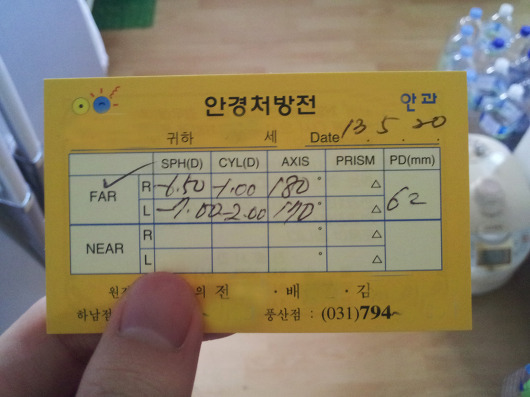 안경처방전 안과
귀하 세 Date 13. 5. 20
SPH(D) CYL(D) AXIS PRISM PD(mm)
FAR R -6.50 -1.00 180° △ 62
L -7.00 -2.00 170° △
NEAR R ° △
L ° △
의 전 · 배 · 김
하남점 풍산점 : (031)794-